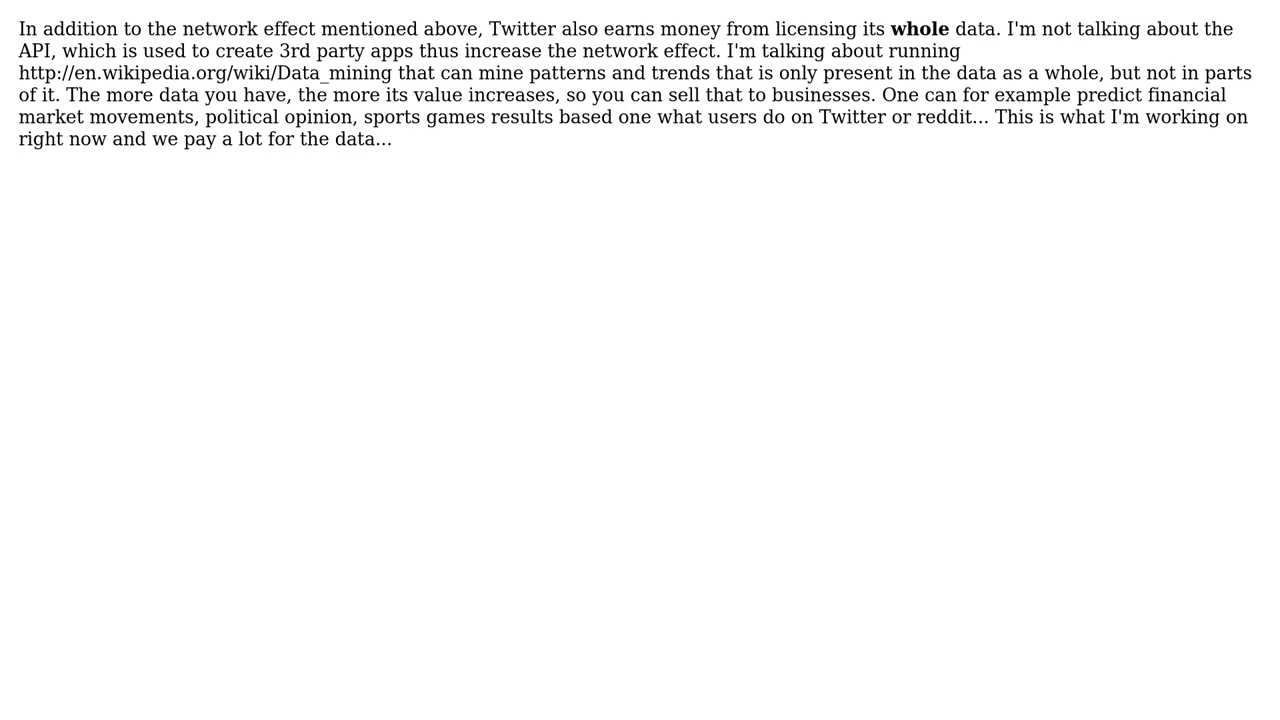 In addition to the network effect mentioned above, Twitter also earns money from licensing its whole data. I'm not talking about the
API, which is used to create 3rd party apps thus increase the network effect. I'm talking about running
http://en.wikipedia.org/wiki/Data_mining that can mine patterns and trends that is only present in the data as a whole, but not in parts
of it. The more data you have, the more its value increases, so you can sell that to businesses. One can for example predict financial
market movements, political opinion, sports games results based one what users do on Twitter or reddit... This is what I'm working on
right now and we pay a lot for the data...